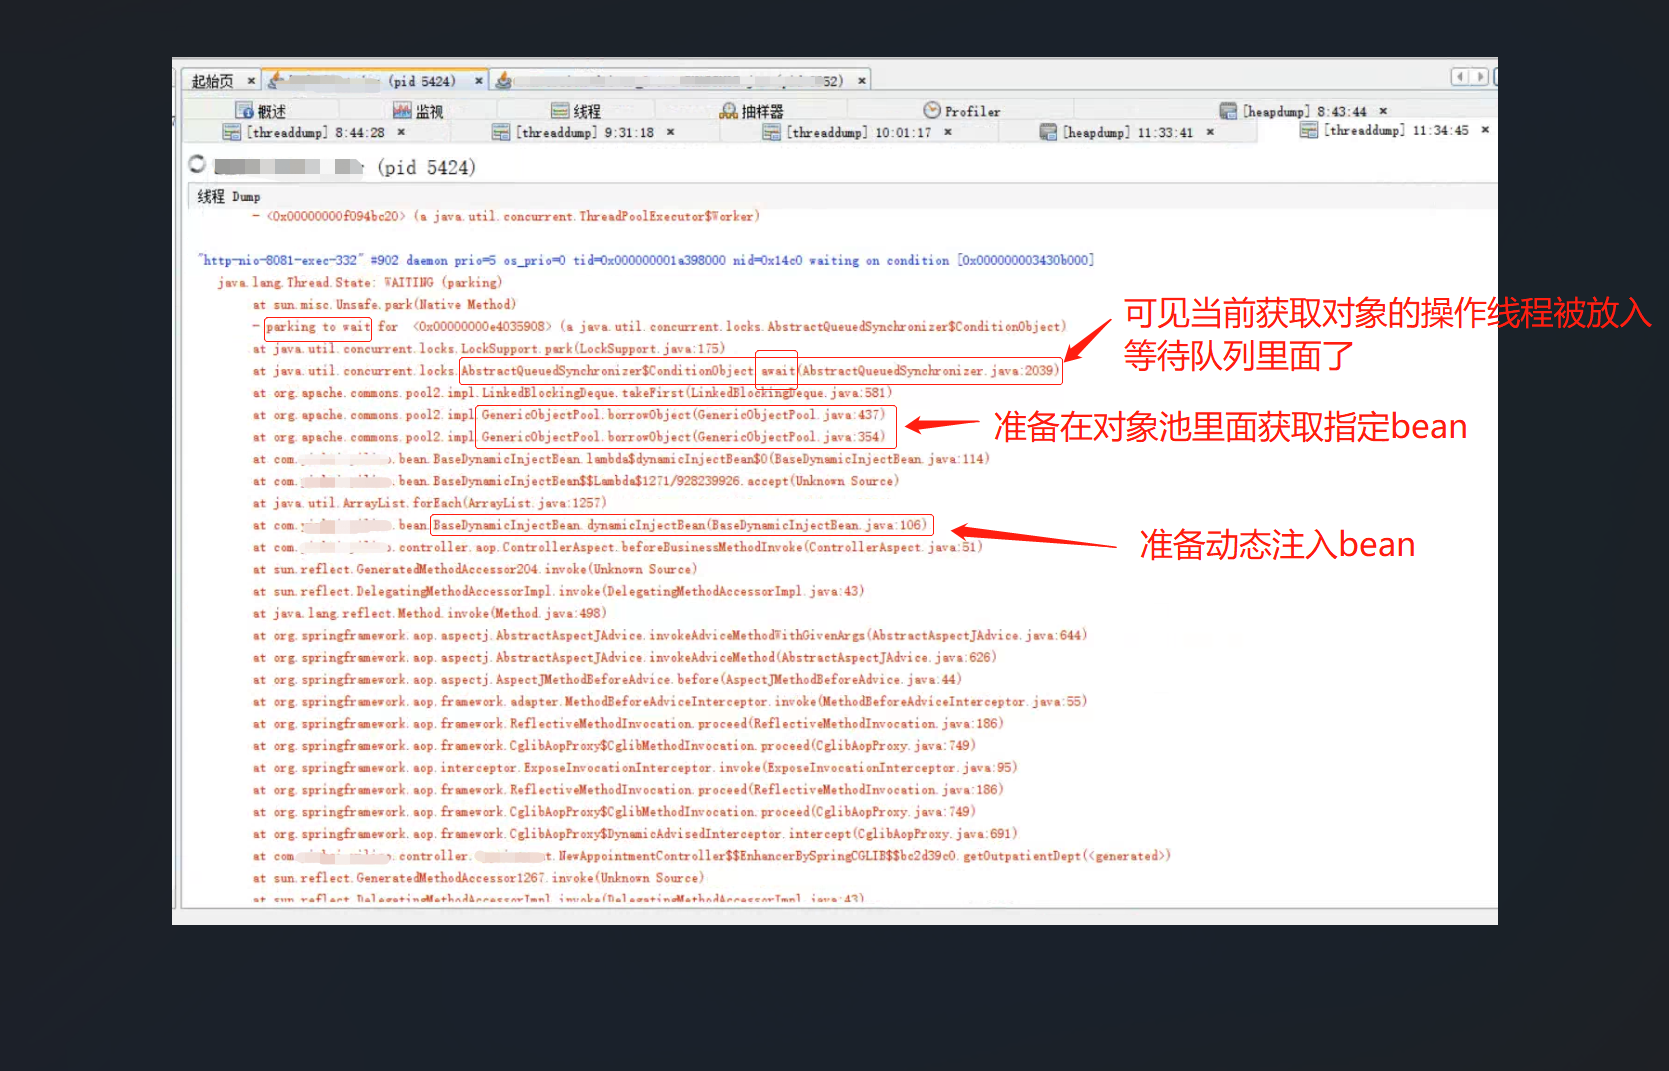 起始页 × (pid 5424) × 52) ×
概述 监视 线程 抽样器 Profiler [heapdump] 8:43:44 ×
[threaddump] 8:44:28 × [threaddump] 9:31:18 × [threaddump] 10:01:17 × [heapdump] 11:33:41 × [threaddump] 11:34:45 ×
(pid 5424)
线程 Dump
- <0x00000000f094bc20> (a java.util.concurrent.ThreadPoolExecutor$Worker)
"http-nio-8081-exec-332" #902 daemon prio=5 os_prio=0 tid=0x000000001a398000 nid=0x14c0 waiting on condition [0x000000003430b000]
java.lang.Thread.State: WAITING (parking)
at sun.misc.Unsafe.park(Native Method)
- parking to wait for <0x00000000e4035908> (a java.util.concurrent.locks.AbstractQueuedSynchronizer$ConditionObject)
at java.util.concurrent.locks.LockSupport.park(LockSupport.java:175)
at java.util.concurrent.locks.AbstractQueuedSynchronizer$ConditionObject.await(AbstractQueuedSynchronizer.java:2039)
可见当前获取对象的操作线程被放入
等待队列里面了
at org.apache.commons.pool2.impl.LinkedBlockingDeque.takeFirst(LinkedBlockingDeque.java:581)
at org.apache.commons.pool2.impl.GenericObjectPool.borrowObject(GenericObjectPool.java:437)
at org.apache.commons.pool2.impl.GenericObjectPool.borrowObject(GenericObjectPool.java:354)
准备在对象池里面获取指定bean
at com. .bean.BaseDynamicInjectBean.lambda$dynamicInjectBean$0(BaseDynamicInjectBean.java:114)
at com. .bean.BaseDynamicInjectBean$$Lambda$1271/928239926.accept(Unknown Source)
at java.util.ArrayList.forEach(ArrayList.java:1257)
at com. .bean.BaseDynamicInjectBean.dynamicInjectBean(BaseDynamicInjectBean.java:106)
准备动态注入bean
at com. .controller.aop.ControllerAspect.beforeBusinessMethodInvoke(ControllerAspect.java:51)
at sun.reflect.GeneratedMethodAccessor204.invoke(Unknown Source)
at sun.reflect.DelegatingMethodAccessorImpl.invoke(DelegatingMethodAccessorImpl.java:43)
at java.lang.reflect.Method.invoke(Method.java:498)
at org.springframework.aop.aspectj.AbstractAspectJAdvice.invokeAdviceMethodWithGivenArgs(AbstractAspectJAdvice.java:644)
at org.springframework.aop.aspectj.AbstractAspectJAdvice.invokeAdviceMethod(AbstractAspectJAdvice.java:626)
at org.springframework.aop.aspectj.AspectJMethodBeforeAdvice.before(AspectJMethodBeforeAdvice.java:44)
at org.springframework.aop.framework.adapter.MethodBeforeAdviceInterceptor.invoke(MethodBeforeAdviceInterceptor.java:55)
at org.springframework.aop.framework.ReflectiveMethodInvocation.proceed(ReflectiveMethodInvocation.java:186)
at org.springframework.aop.framework.CglibAopProxy$CglibMethodInvocation.proceed(CglibAopProxy.java:749)
at org.springframework.aop.interceptor.ExposeInvocationInterceptor.invoke(ExposeInvocationInterceptor.java:95)
at org.springframework.aop.framework.ReflectiveMethodInvocation.proceed(ReflectiveMethodInvocation.java:186)
at org.springframework.aop.framework.CglibAopProxy$CglibMethodInvocation.proceed(CglibAopProxy.java:749)
at org.springframework.aop.framework.CglibAopProxy$DynamicAdvisedInterceptor.intercept(CglibAopProxy.java:691)
at com .controller. t.NewAppointmentController$$EnhancerBySpringCGLIB$$bc2d39c0.getOutpatientDept(<generated>)
at sun.reflect.GeneratedMethodAccessor1267.invoke(Unknown Source)
at sun.reflect.DelegatingMethodAccessorImpl.invoke(DelegatingMethodAccessorImpl.java:43)